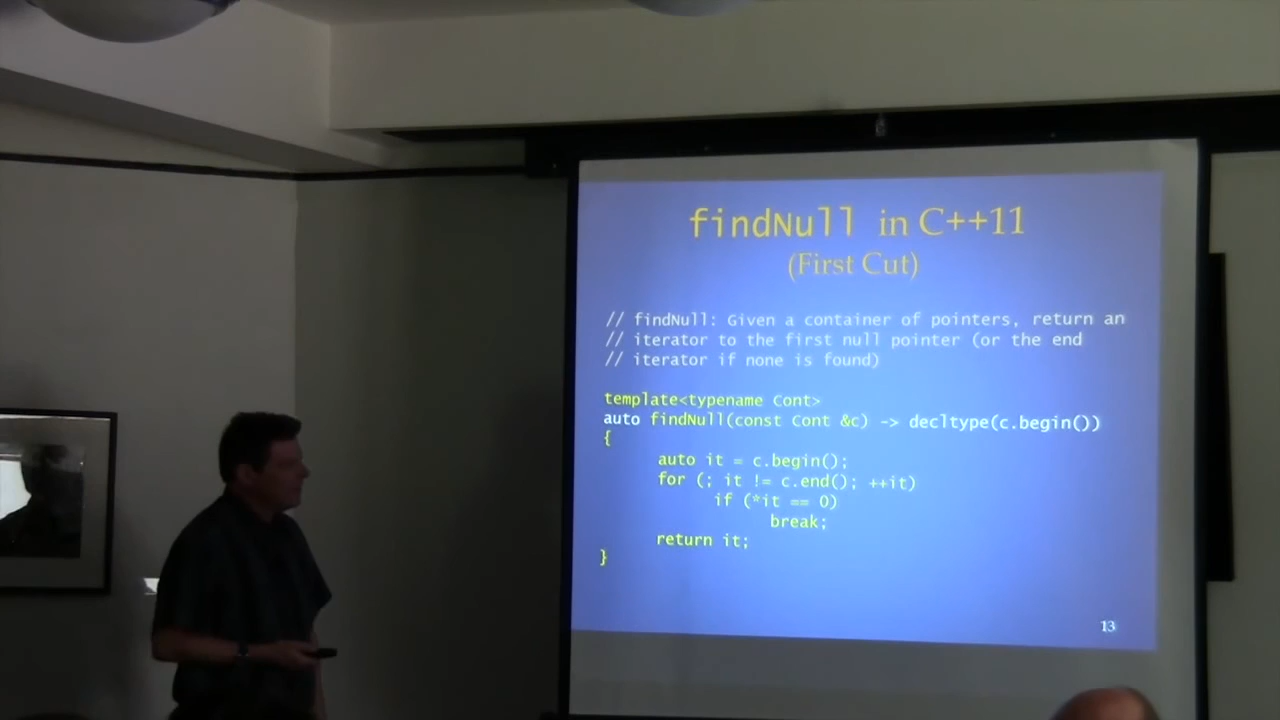 findNull in C++11
(First Cut)
// findNull: Given a container of pointers, return an
// iterator to the first null pointer (or the end
// iterator if none is found)
template<typename Cont>
auto findNull(const Cont &c) -> decltype(c.begin())
{
auto it = c.begin();
for (; it != c.end(); ++it)
if (*it == 0)
break;
return it;
}
13